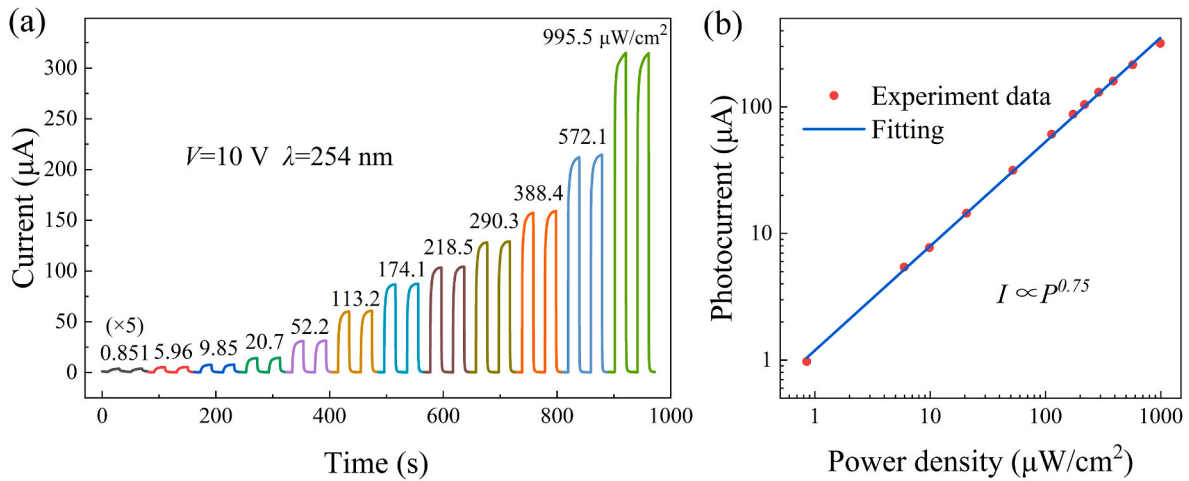 (a)
Current (μA)
300
250
200
150
100
50
0
995.5 μW/cm²
V=10 V λ=254 nm
572.1
388.4
290.3
218.5
174.1
113.2
52.2
20.7
9.85
5.96
(×5)
0.851
0 200 400 600 800 1000
Time (s)
(b)
Photocurrent (μA)
100
10
1
Experiment data
Fitting
I ∝P^0.75
1 10 100 1000
Power density (μW/cm²)